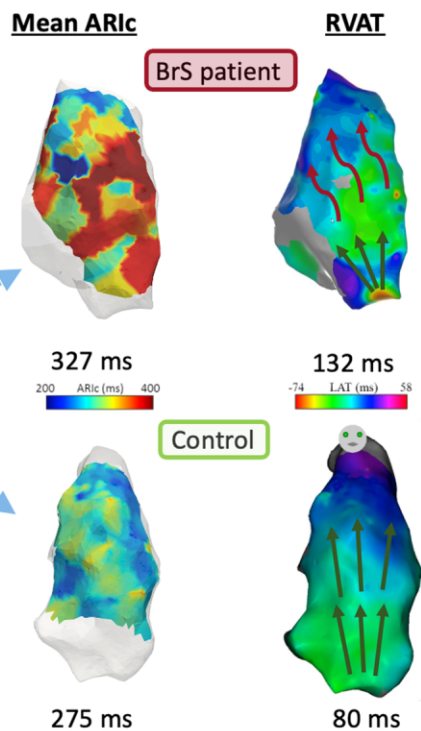 Mean ARIc RVAT
BrS patient
327 ms 132 ms
200 ARIc (ms) 400 -74 LAT (ms) 58
Control
275 ms 80 ms